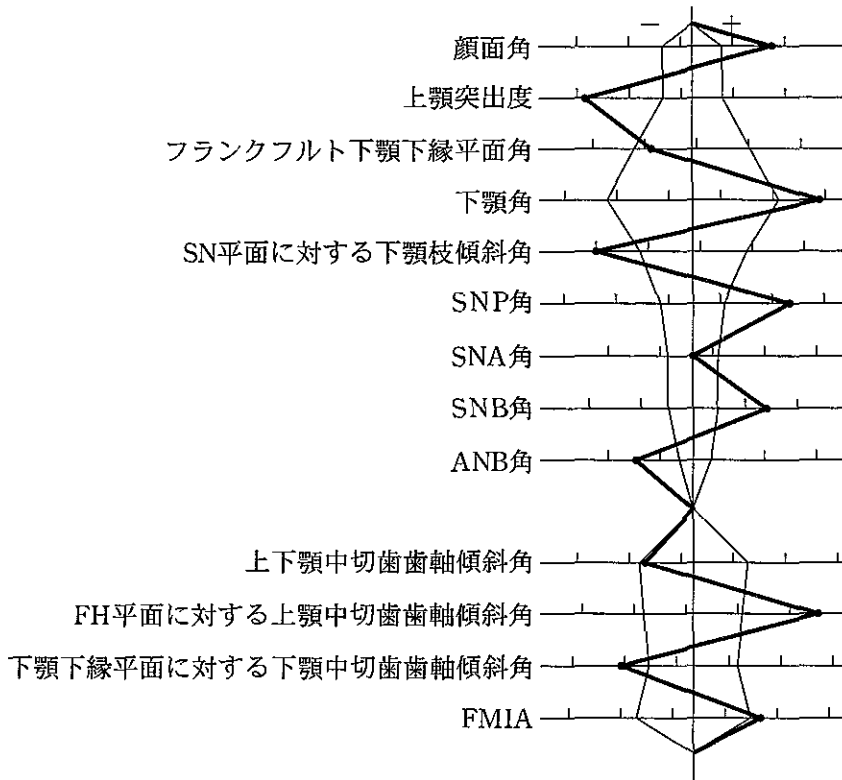 − +
顔面角
上顎突出度
フランクフルト下顎下縁平面角
下顎角
SN平面に対する下顎枝傾斜角
SNP角
SNA角
SNB角
ANB角
上下顎中切歯歯軸傾斜角
FH平面に対する上顎中切歯歯軸傾斜角
下顎下縁平面に対する下顎中切歯歯軸傾斜角
FMIA